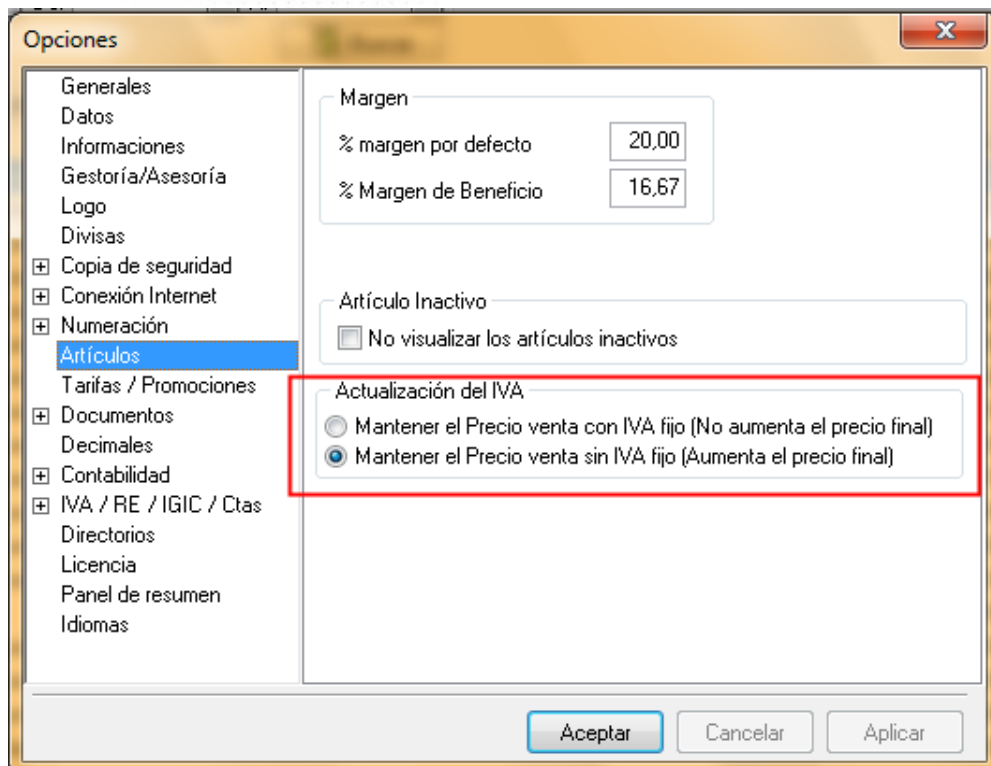 Opciones
Generales
Datos
Informaciones
Gestoría/Asesoría
Logo
Divisas
Copia de seguridad
Conexión Internet
Numeración
Artículos
Tarifas / Promociones
Documentos
Decimales
Contabilidad
IVA / RE / IGIC / Ctas
Directorios
Licencia
Panel de resumen
Idiomas
Margen
% margen por defecto 20,00
% Margen de Beneficio 16,67
Artículo Inactivo
No visualizar los artículos inactivos
Actualización del IVA
Mantener el Precio venta con IVA fijo (No aumenta el precio final)
Mantener el Precio venta sin IVA fijo (Aumenta el precio final)
Aceptar Cancelar Aplicar